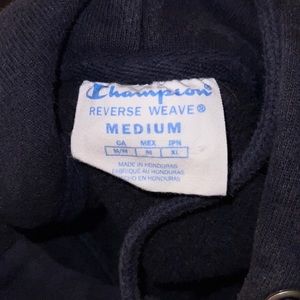 Champion
REVERSE WEAVE®
MEDIUM
CA MEX JPN
M/M M XL
MADE IN HONDURAS
FABRIQUÉ AU HONDURAS
HECHO EN HONDURAS